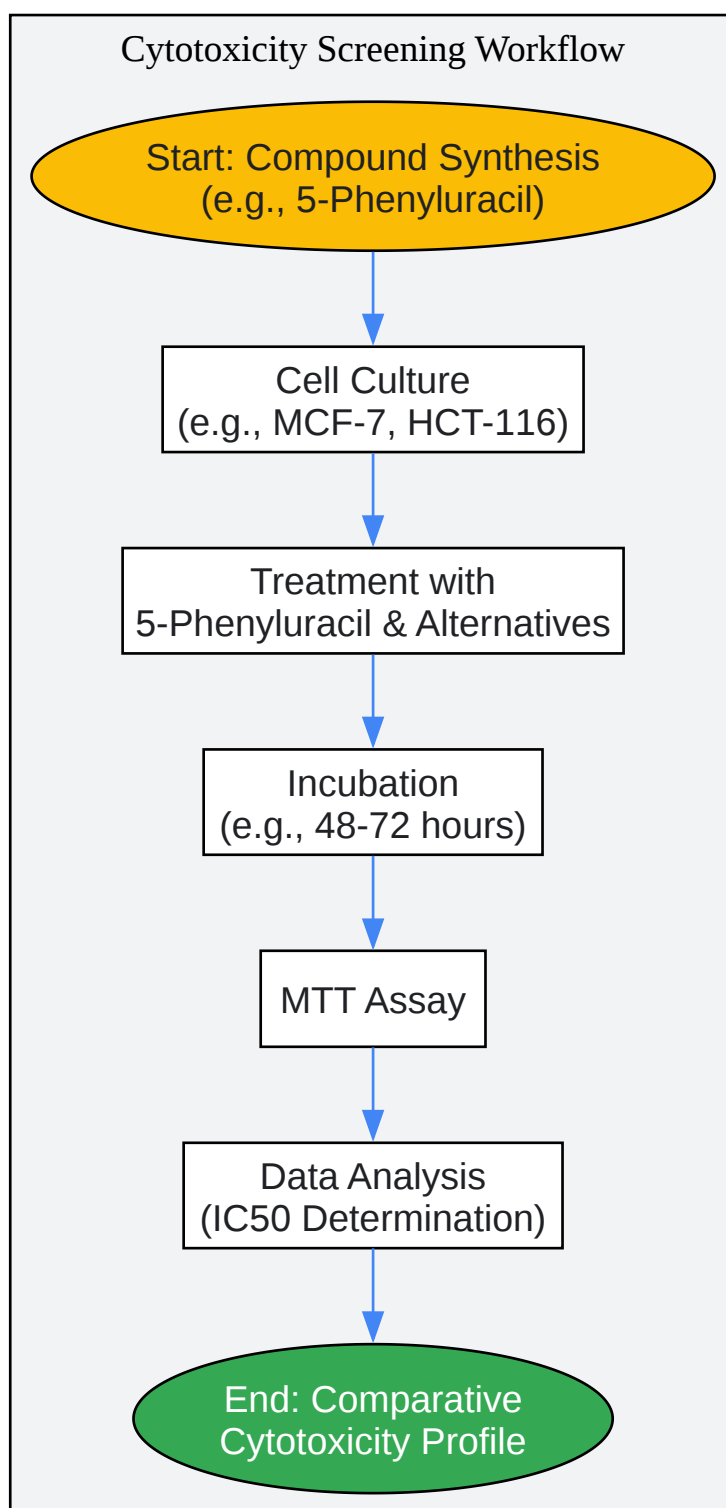 Cytotoxicity Screening Workflow
Start: Compound Synthesis
(e.g., 5-Phenyluracil)
Cell Culture
(e.g., MCF-7, HCT-116)
Treatment with
5-Phenyluracil & Alternatives
Incubation
(e.g., 48-72 hours)
MTT Assay
Data Analysis
(IC50 Determination)
End: Comparative
Cytotoxicity Profile